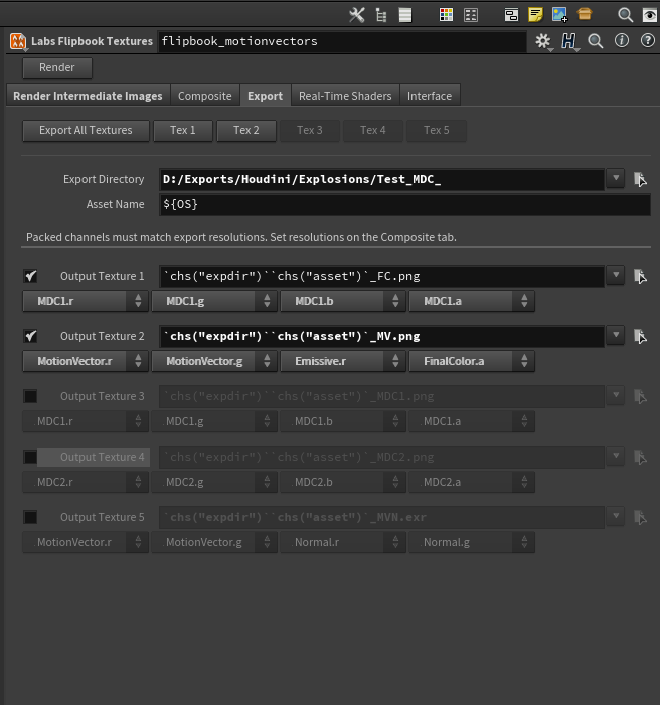 Labs Flipbook Textures flipbook_motionvectors
Render
Render Intermediate Images Composite Export Real-Time Shaders Interface
Export All Textures Tex 1 Tex 2 Tex 3 Tex 4 Tex 5
Export Directory D:/Exports/Houdini/Explosions/Test_MDC_
Asset Name ${OS}
Packed channels must match export resolutions. Set resolutions on the Composite tab.
Output Texture 1 `chs("expdir")``chs("asset")`_FC.png
MDC1.r MDC1.g MDC1.b MDC1.a
Output Texture 2 `chs("expdir")``chs("asset")`_MV.png
MotionVector.r MotionVector.g Emissive.r FinalColor.a
Output Texture 3 `chs("expdir")``chs("asset")`_MDC1.png
MDC1.r MDC1.g MDC1.b MDC1.a
Output Texture 4 `chs("expdir")``chs("asset")`_MDC2.png
MDC2.r MDC2.g MDC2.b MDC2.a
Output Texture 5 `chs("expdir")``chs("asset")`_MVN.exr
MotionVector.r MotionVector.g Normal.r Normal.g